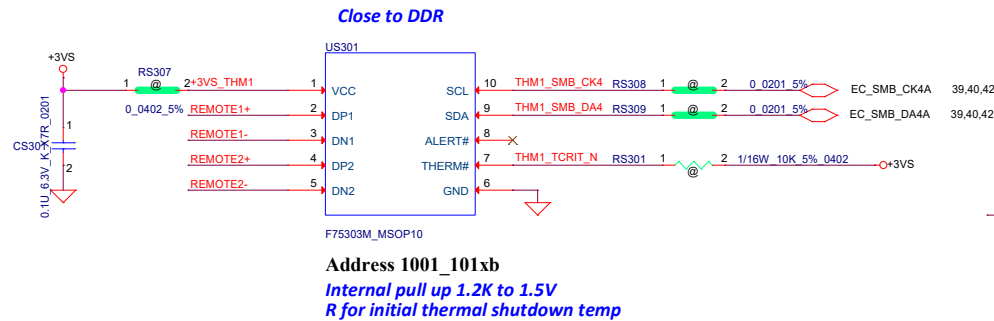 Close to DDR
US301
+3VS
RS307
1 @ 2 +3VS_THM1 1 VCC SCL 10 THM1_SMB_CK4 RS308 1 @ 2 0_0201_5% EC_SMB_CK4A 39,40,42
0_0402_5% REMOTE1+ 2 DP1 SDA 9 THM1_SMB_DA4 RS309 1 @ 2 0_0201_5% EC_SMB_DA4A 39,40,42
REMOTE1- 3 DN1 ALERT# 8
REMOTE2+ 4 DP2 THERM# 7 THM1_TCRIT_N RS301 1 @ 2 1/16W_10K_5%_0402 +3VS
REMOTE2- 5 DN2 GND 6
1
2
0.1U_6.3V_K_X7R_0201
F75303M_MSOP10
Address 1001_101xb
Internal pull up 1.2K to 1.5V
R for initial thermal shutdown temp